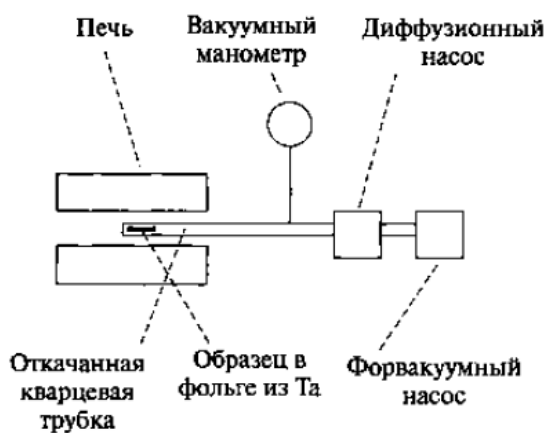 Печь
Вакуумный
манометр
Диффузионный
насос
Откачанная
кварцевая
трубка
Образец в
фольге из Ta
Форвакуумный
насос